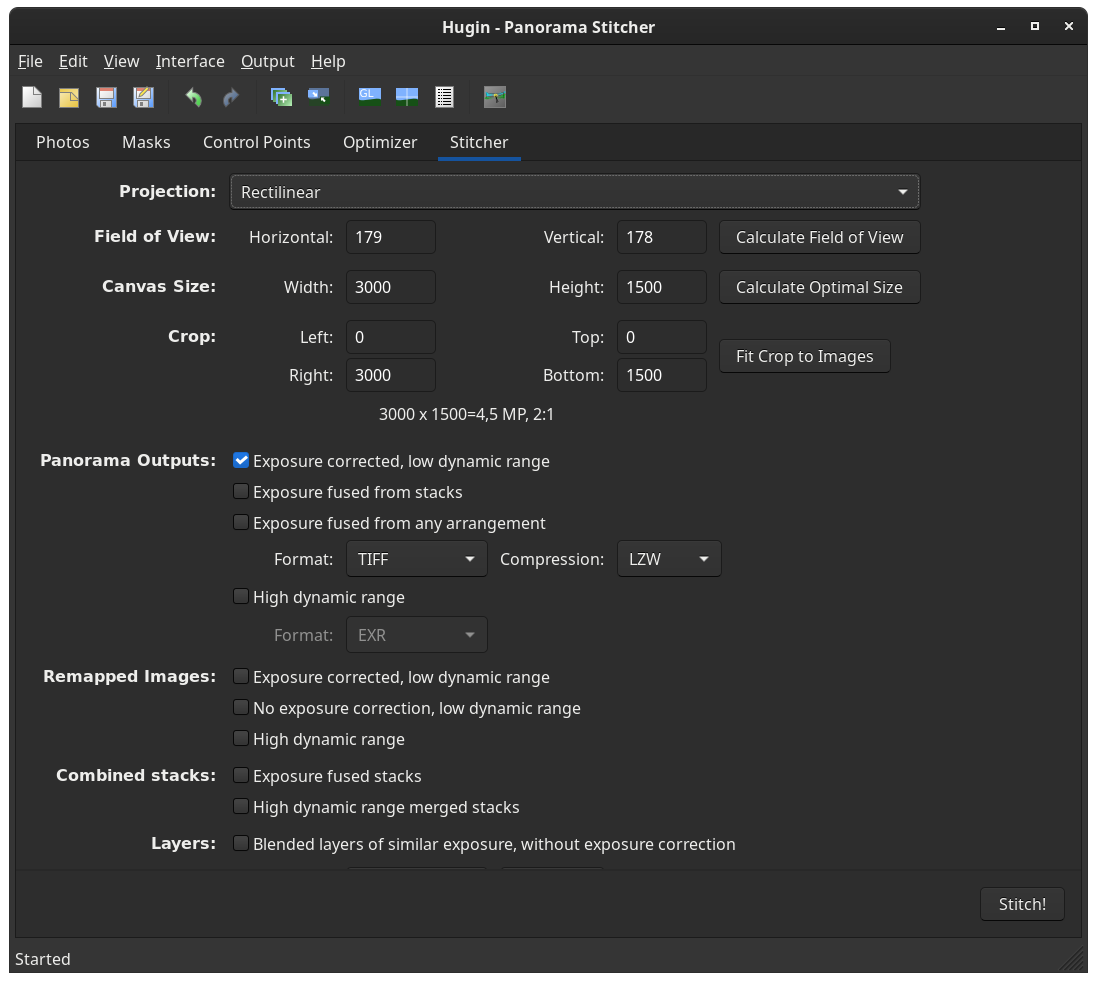 Hugin - Panorama Stitcher
File Edit View Interface Output Help
GL
Photos Masks Control Points Optimizer Stitcher
Projection: Rectilinear
Field of View: Horizontal: 179 Vertical: 178 Calculate Field of View
Canvas Size: Width: 3000 Height: 1500 Calculate Optimal Size
Crop: Left: 0 Top: 0
Fit Crop to Images
Right: 3000 Bottom: 1500
3000 x 1500=4,5 MP, 2:1
Panorama Outputs: Exposure corrected, low dynamic range
Exposure fused from stacks
Exposure fused from any arrangement
Format: TIFF Compression: LZW
High dynamic range
Format: EXR
Remapped Images: Exposure corrected, low dynamic range
No exposure correction, low dynamic range
High dynamic range
Combined stacks: Exposure fused stacks
High dynamic range merged stacks
Layers: Blended layers of similar exposure, without exposure correction
Stitch!
Started